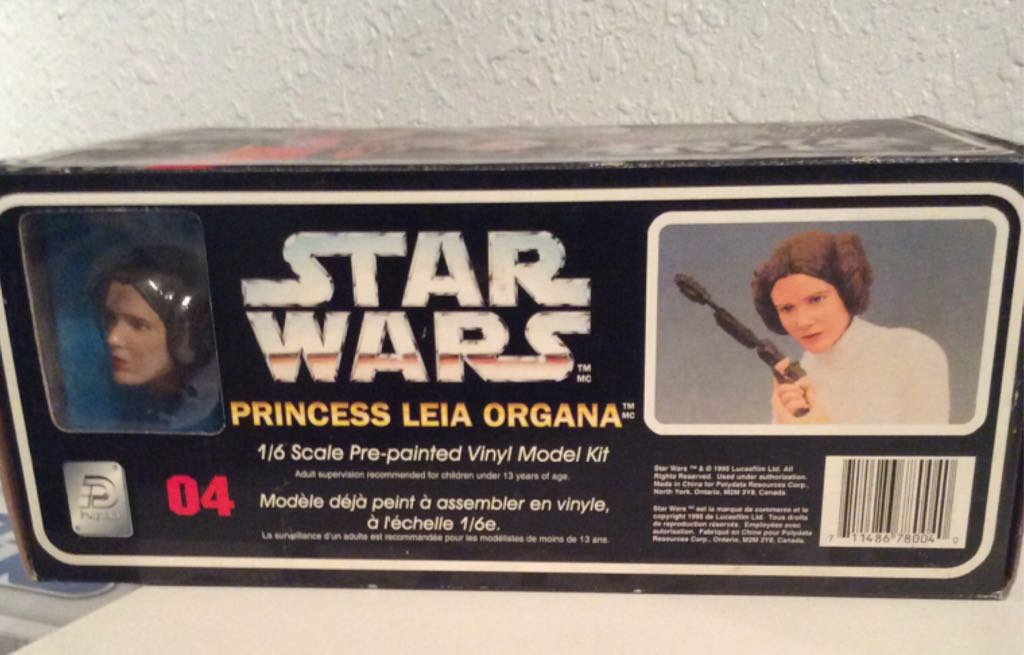 STAR
WARS
TM
MC
PRINCESS LEIA ORGANA TM MC
1/6 Scale Pre-painted Vinyl Model Kit
Adult supervision recommended for children under 13 years of age.
04
Modèle déjà peint à assembler en vinyle,
à l'échelle 1/6e.
La surveillance d'un adulte est recommandée pour les modélistes de moins de 13 ans.
Star Wars ™ & © 1995 Lucasfilm Ltd. All
Rights Reserved. Used under authorization.
Made in China for Polydata Resources Corp.,
North York, Ontario, M2M 3Y8, Canada.
Star Wars MC est la marque de commerce et le
copyright 1995 de Lucasfilm Ltd. Tous droits
de reproduction réservés. Employées avec
autorisation. Fabriqué en Chine pour Polydata
Resources Corp., Ontario, M2M 3Y8, Canada.
7 11486 78004 0